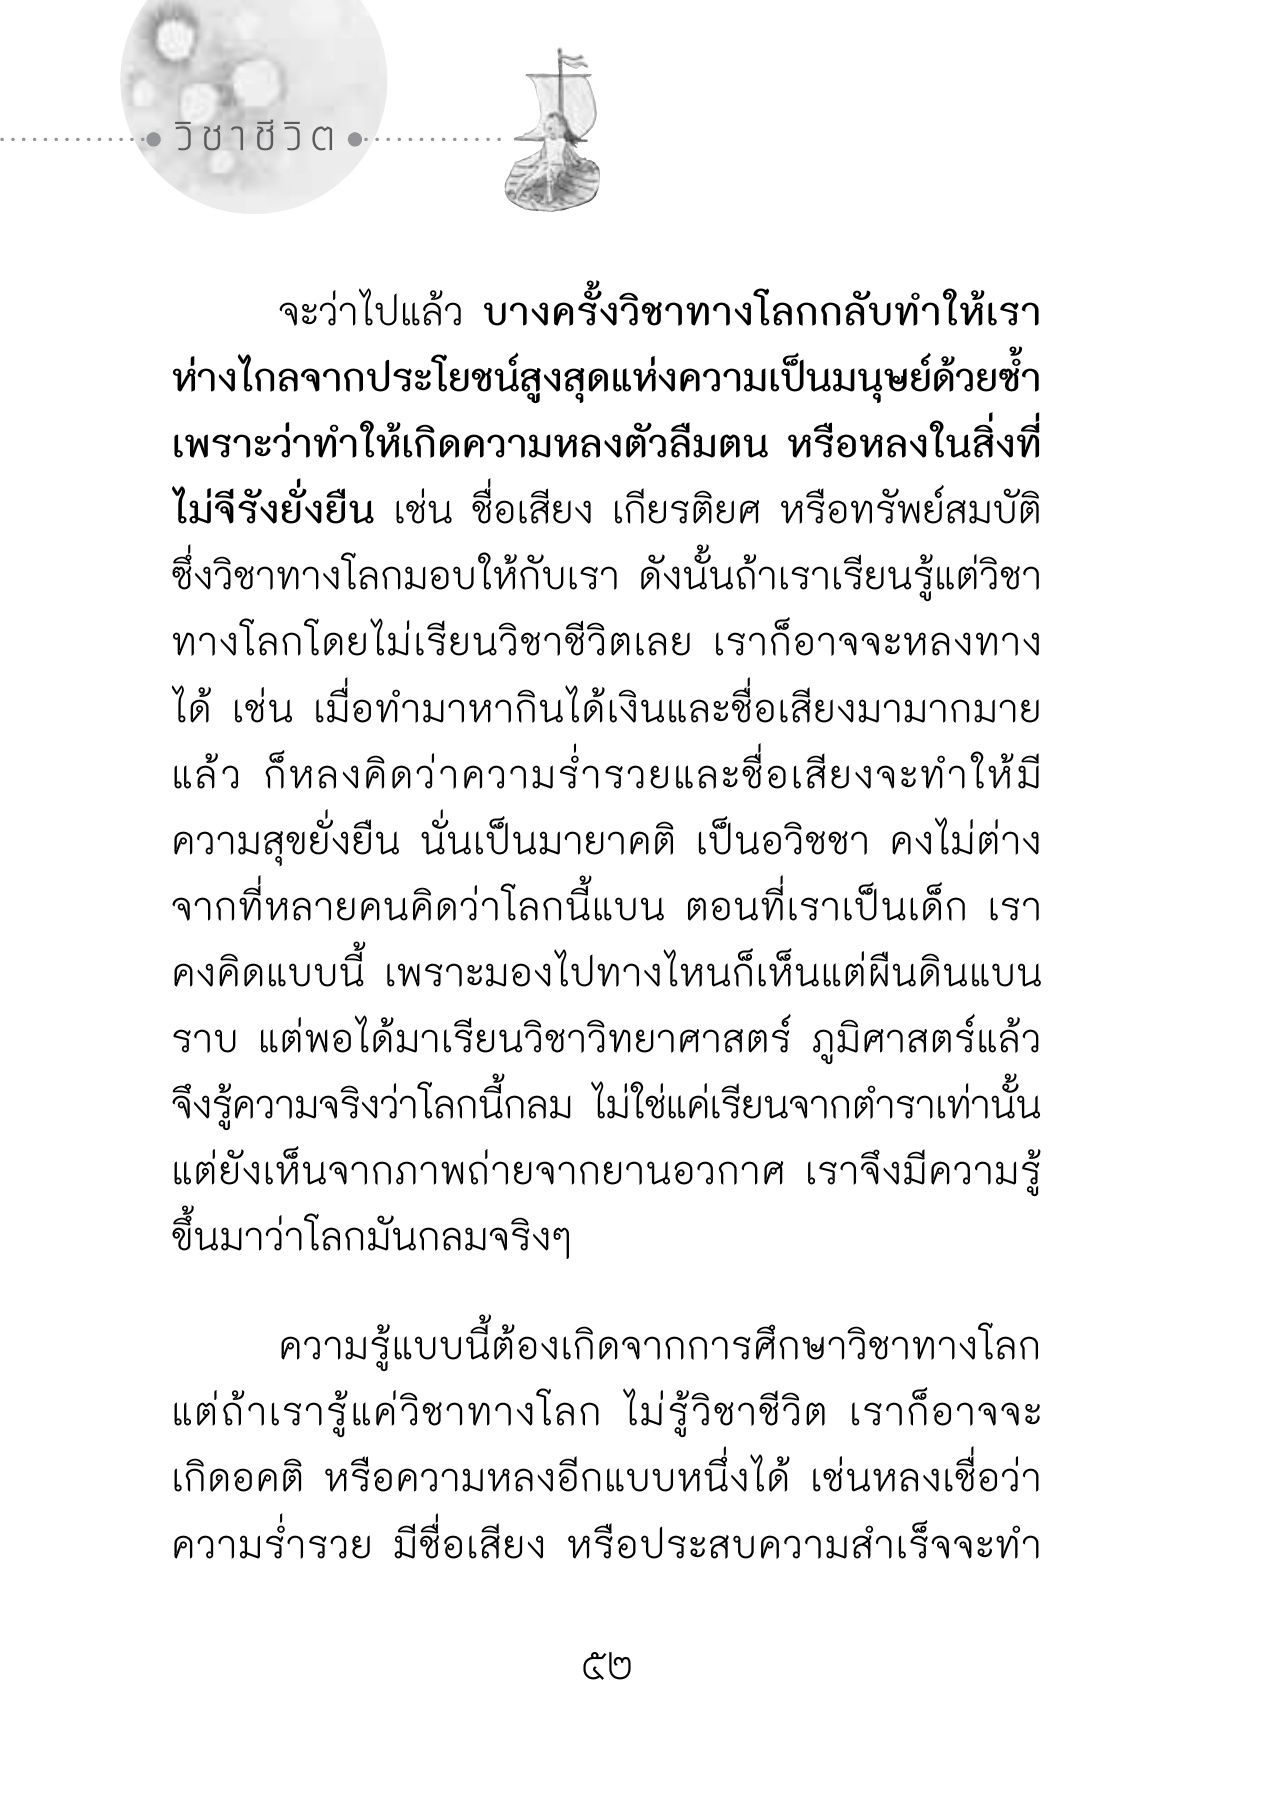 วิชาชีวิต
จะว่าไปแล้ว บางครั้งวิชาทางโลกกลับทำให้เรา
ห่างไกลจากประโยชน์สูงสุดแห่งความเป็นมนุษย์ด้วยซ้ำ
เพราะว่าทำให้เกิดความหลงตัวลืมตน หรือหลงในสิ่งที่
ไม่จีรังยั่งยืน เช่น ชื่อเสียง เกียรติยศ หรือทรัพย์สมบัติ
ซึ่งวิชาทางโลกมอบให้กับเรา ดังนั้นถ้าเราเรียนรู้แต่วิชา
ทางโลกโดยไม่เรียนวิชาชีวิตเลย เราก็อาจจะหลงทาง
ได้ เช่น เมื่อทำมาหากินได้เงินและชื่อเสียงมามากมาย
แล้ว ก็หลงคิดว่าความร่ำรวยและชื่อเสียงจะทำให้มี
ความสุขยั่งยืน นั่นเป็นมายาคติ เป็นอวิชชา คงไม่ต่าง
จากที่หลายคนคิดว่าโลกนี้แบน ตอนที่เราเป็นเด็ก เรา
คงคิดแบบนี้ เพราะมองไปทางไหนก็เห็นแต่ผืนดินแบน
ราบ แต่พอได้มาเรียนวิชาวิทยาศาสตร์ ภูมิศาสตร์แล้ว
จึงรู้ความจริงว่าโลกนี้กลม ไม่ใช่แค่เรียนจากตำราเท่านั้น
แต่ยังเห็นจากภาพถ่ายจากยานอวกาศ เราจึงมีความรู้
ขึ้นมาว่าโลกมันกลมจริงๆ
ความรู้แบบนี้ต้องเกิดจากการศึกษาวิชาทางโลก
แต่ถ้าเรารู้แค่วิชาทางโลก ไม่รู้วิชาชีวิต เราก็อาจจะ
เกิดอคติ หรือความหลงอีกแบบหนึ่งได้ เช่นหลงเชื่อว่า
ความร่ำรวย มีชื่อเสียง หรือประสบความสำเร็จจะทำ
๕๒